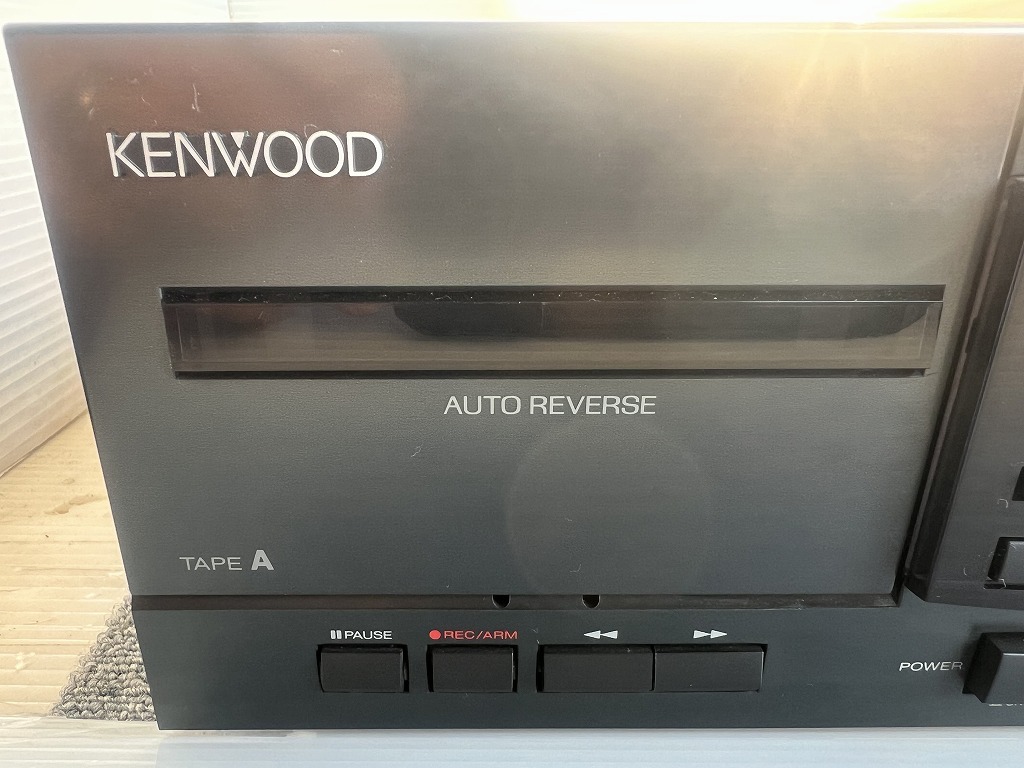 KENWOOD
AUTO REVERSE
TAPE A
PAUSE
REC/ARM
POWER